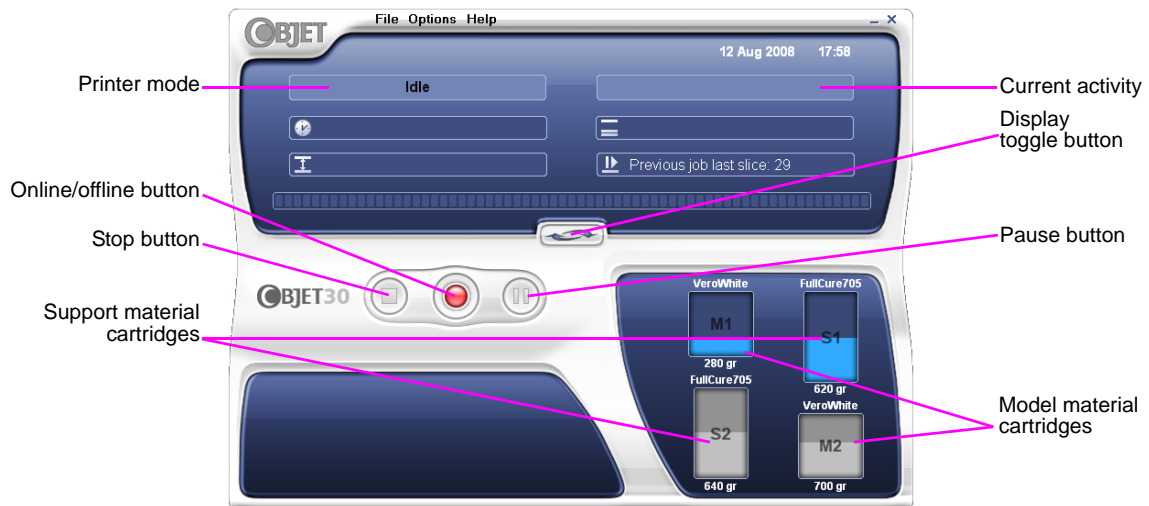 OBJET
File Options Help
12 Aug 2008 17:58
Printer mode
Idle
Current activity
Display
toggle button
Previous job last slice: 29
Online/offline button
Stop button
Pause button
OBJET30
Support material
cartridges
VeroWhite
M1
280 gr
FullCure705
S1
620 gr
FullCure705
S2
640 gr
VeroWhite
M2
700 gr
Model material
cartridges